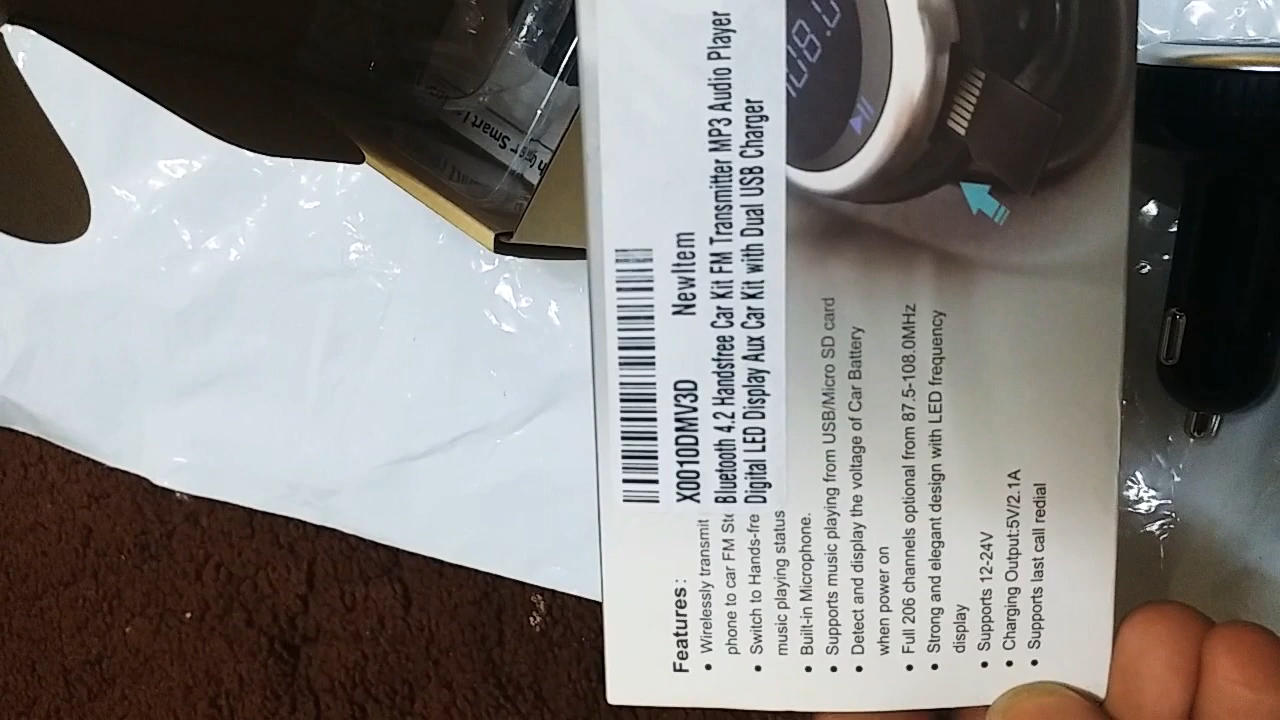 X0010DMV3D NewItem
Bluetooth 4.2 Handsfree Car Kit FM Transmitter MP3 Audio Player
Digital LED Display Aux Car Kit with Dual USB Charger
Features:
• Wirelessly transmit
phone to car FM
• Switch to Hands-fre
music playing status
• Built-in Microphone.
• Supports music playing from USB/Micro SD card
• Detect and display the voltage of Car Battery
when power on
• Full 206 channels optional from 87.5-108.0MHz
• Strong and elegant design with LED frequency
display
• Supports 12-24V
• Charging Output:5V/2.1A
• Supports last call redial
108.0
Smart